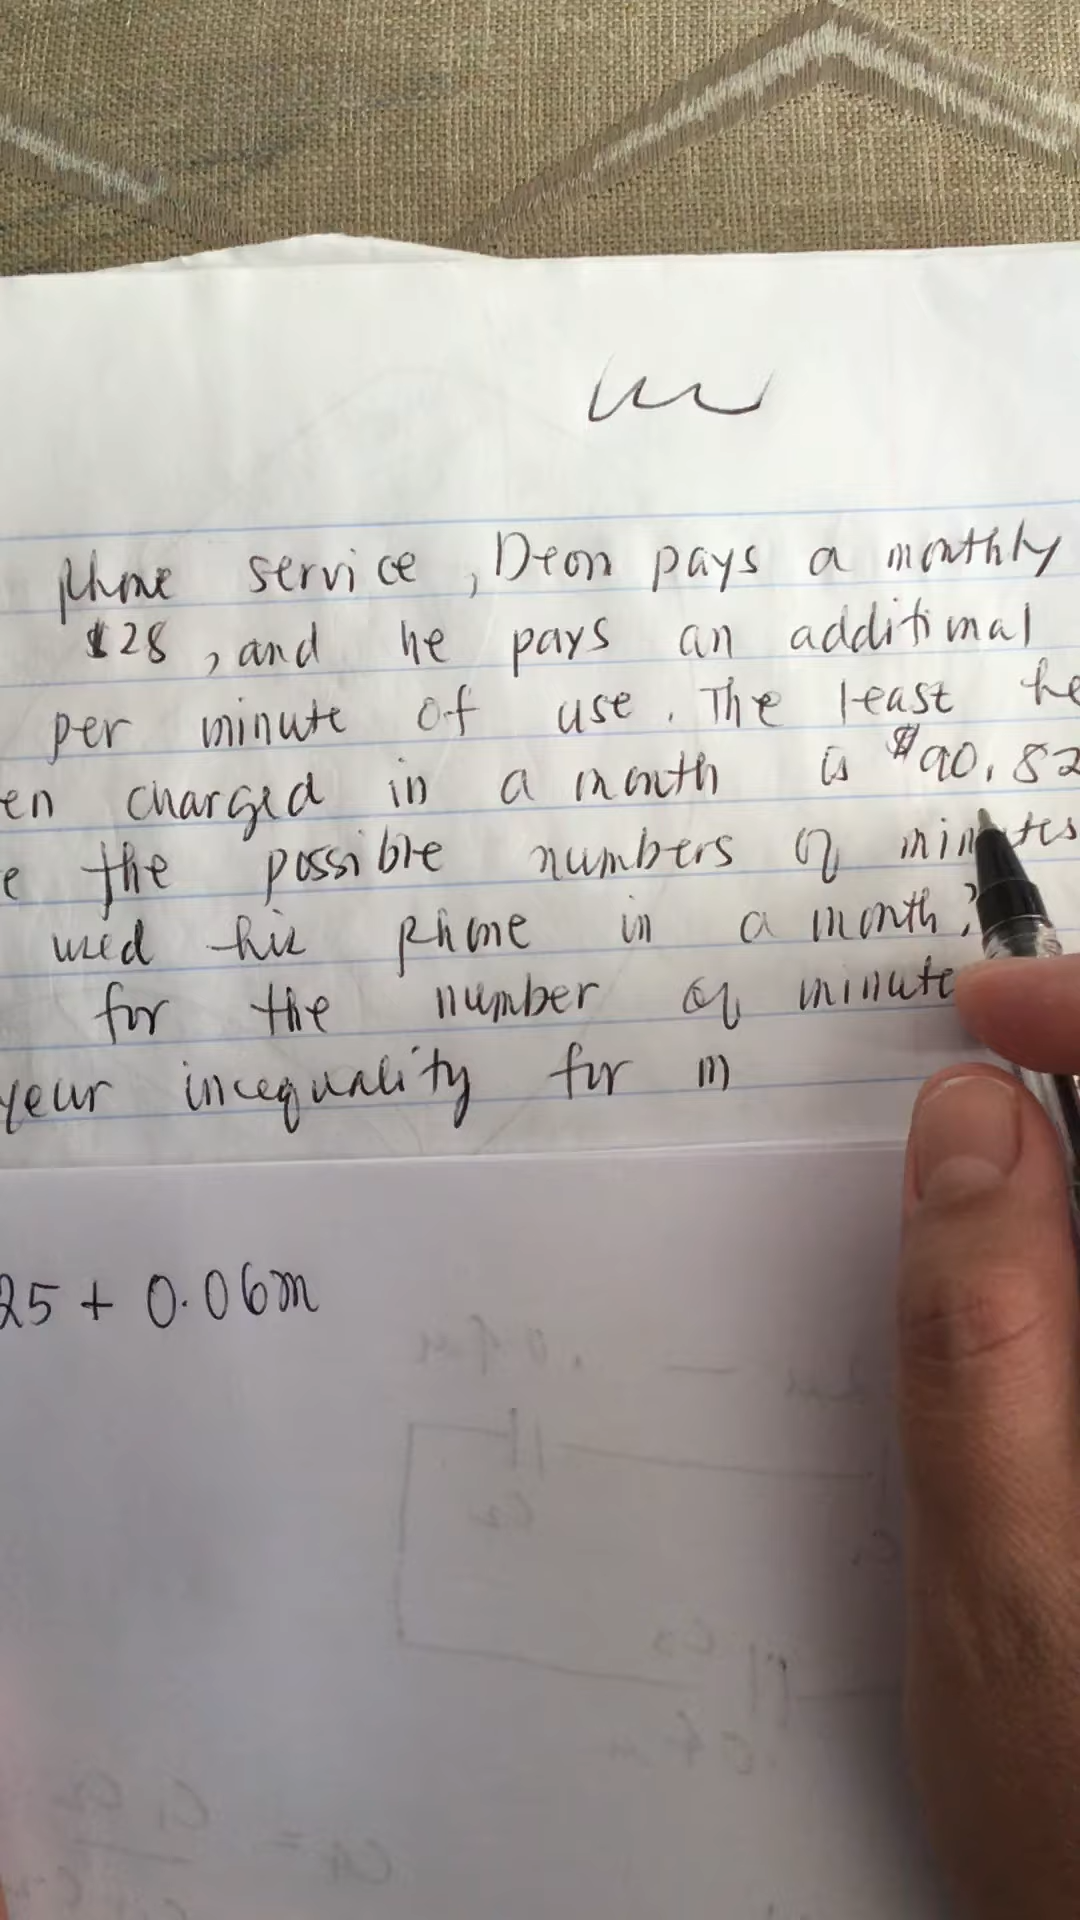 phone service, Deon pays a monthly
$28, and he pays an additional
per minute of use. The least he
en charged in a month is $90.82
e the possible numbers of minutes
used his phone in a month?
for the number of minute
your inequality for m
25 + 0.06m